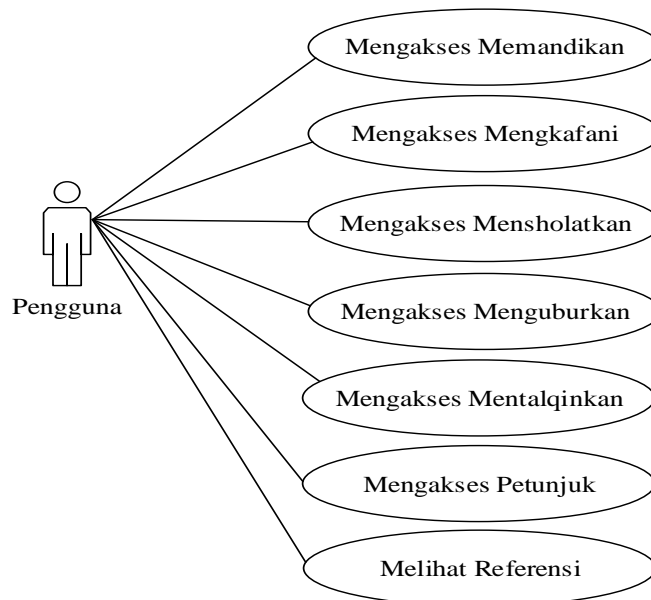 Mengakses Memandikan
Mengakses Mengkafani
Mengakses Mensholatkan
Pengguna
Mengakses Menguburkan
Mengakses Mentalqinkan
Mengakses Petunjuk
Melihat Referensi